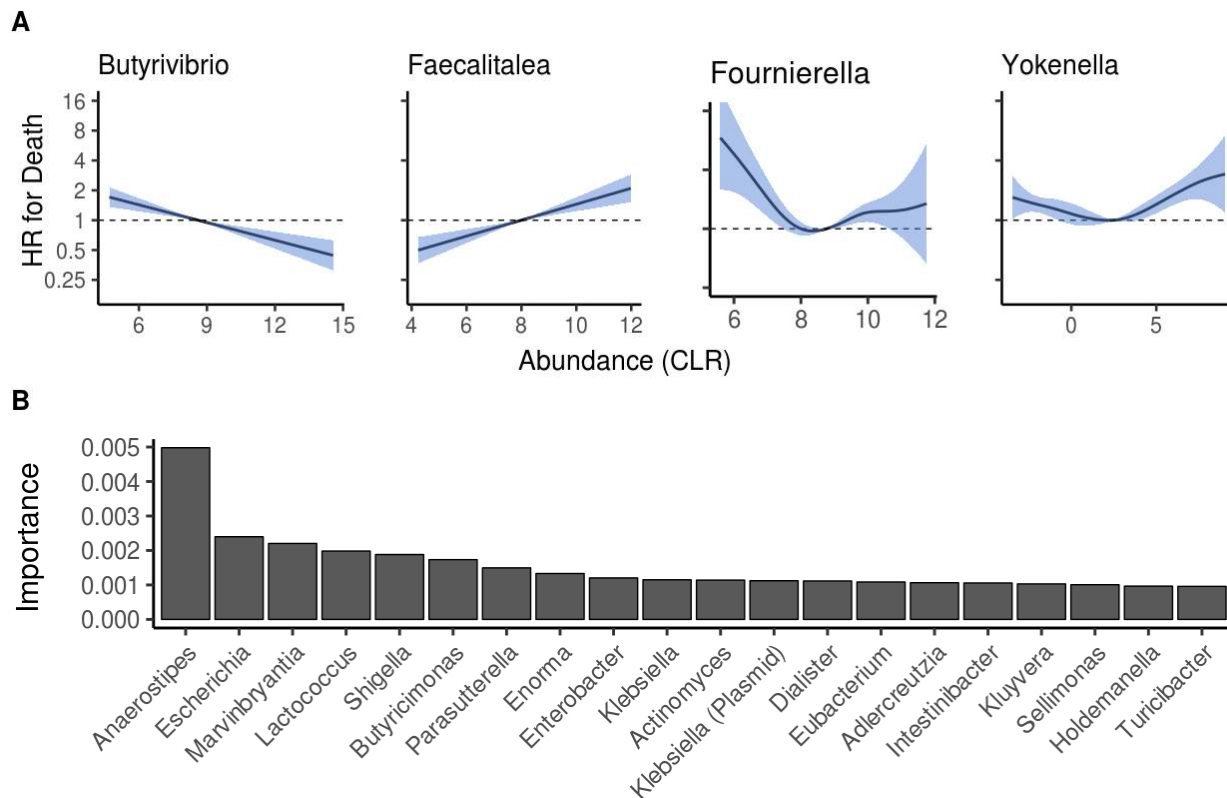 A
Butyrivibrio
Faecalitalea
Fournierella
Yokenella
HR for Death
16
8
4
2
1
0.5
0.25
6 9 12 15
4 6 8 10 12
6 8 10 12
0 5
Abundance (CLR)
B
Importance
0.005
0.004
0.003
0.002
0.001
0.000
Anaerostipes
Escherichia
Marvinbryantia
Lactococcus
Shigella
Butyricimonas
Parasutterella
Enorma
Enterobacter
Klebsiella
Actinomyces
Klebsiella (Plasmid)
Dialister
Eubacterium
Adlercreutzia
Intestinibacter
Kluyvera
Sellimonas
Holdemanella
Turicibacter